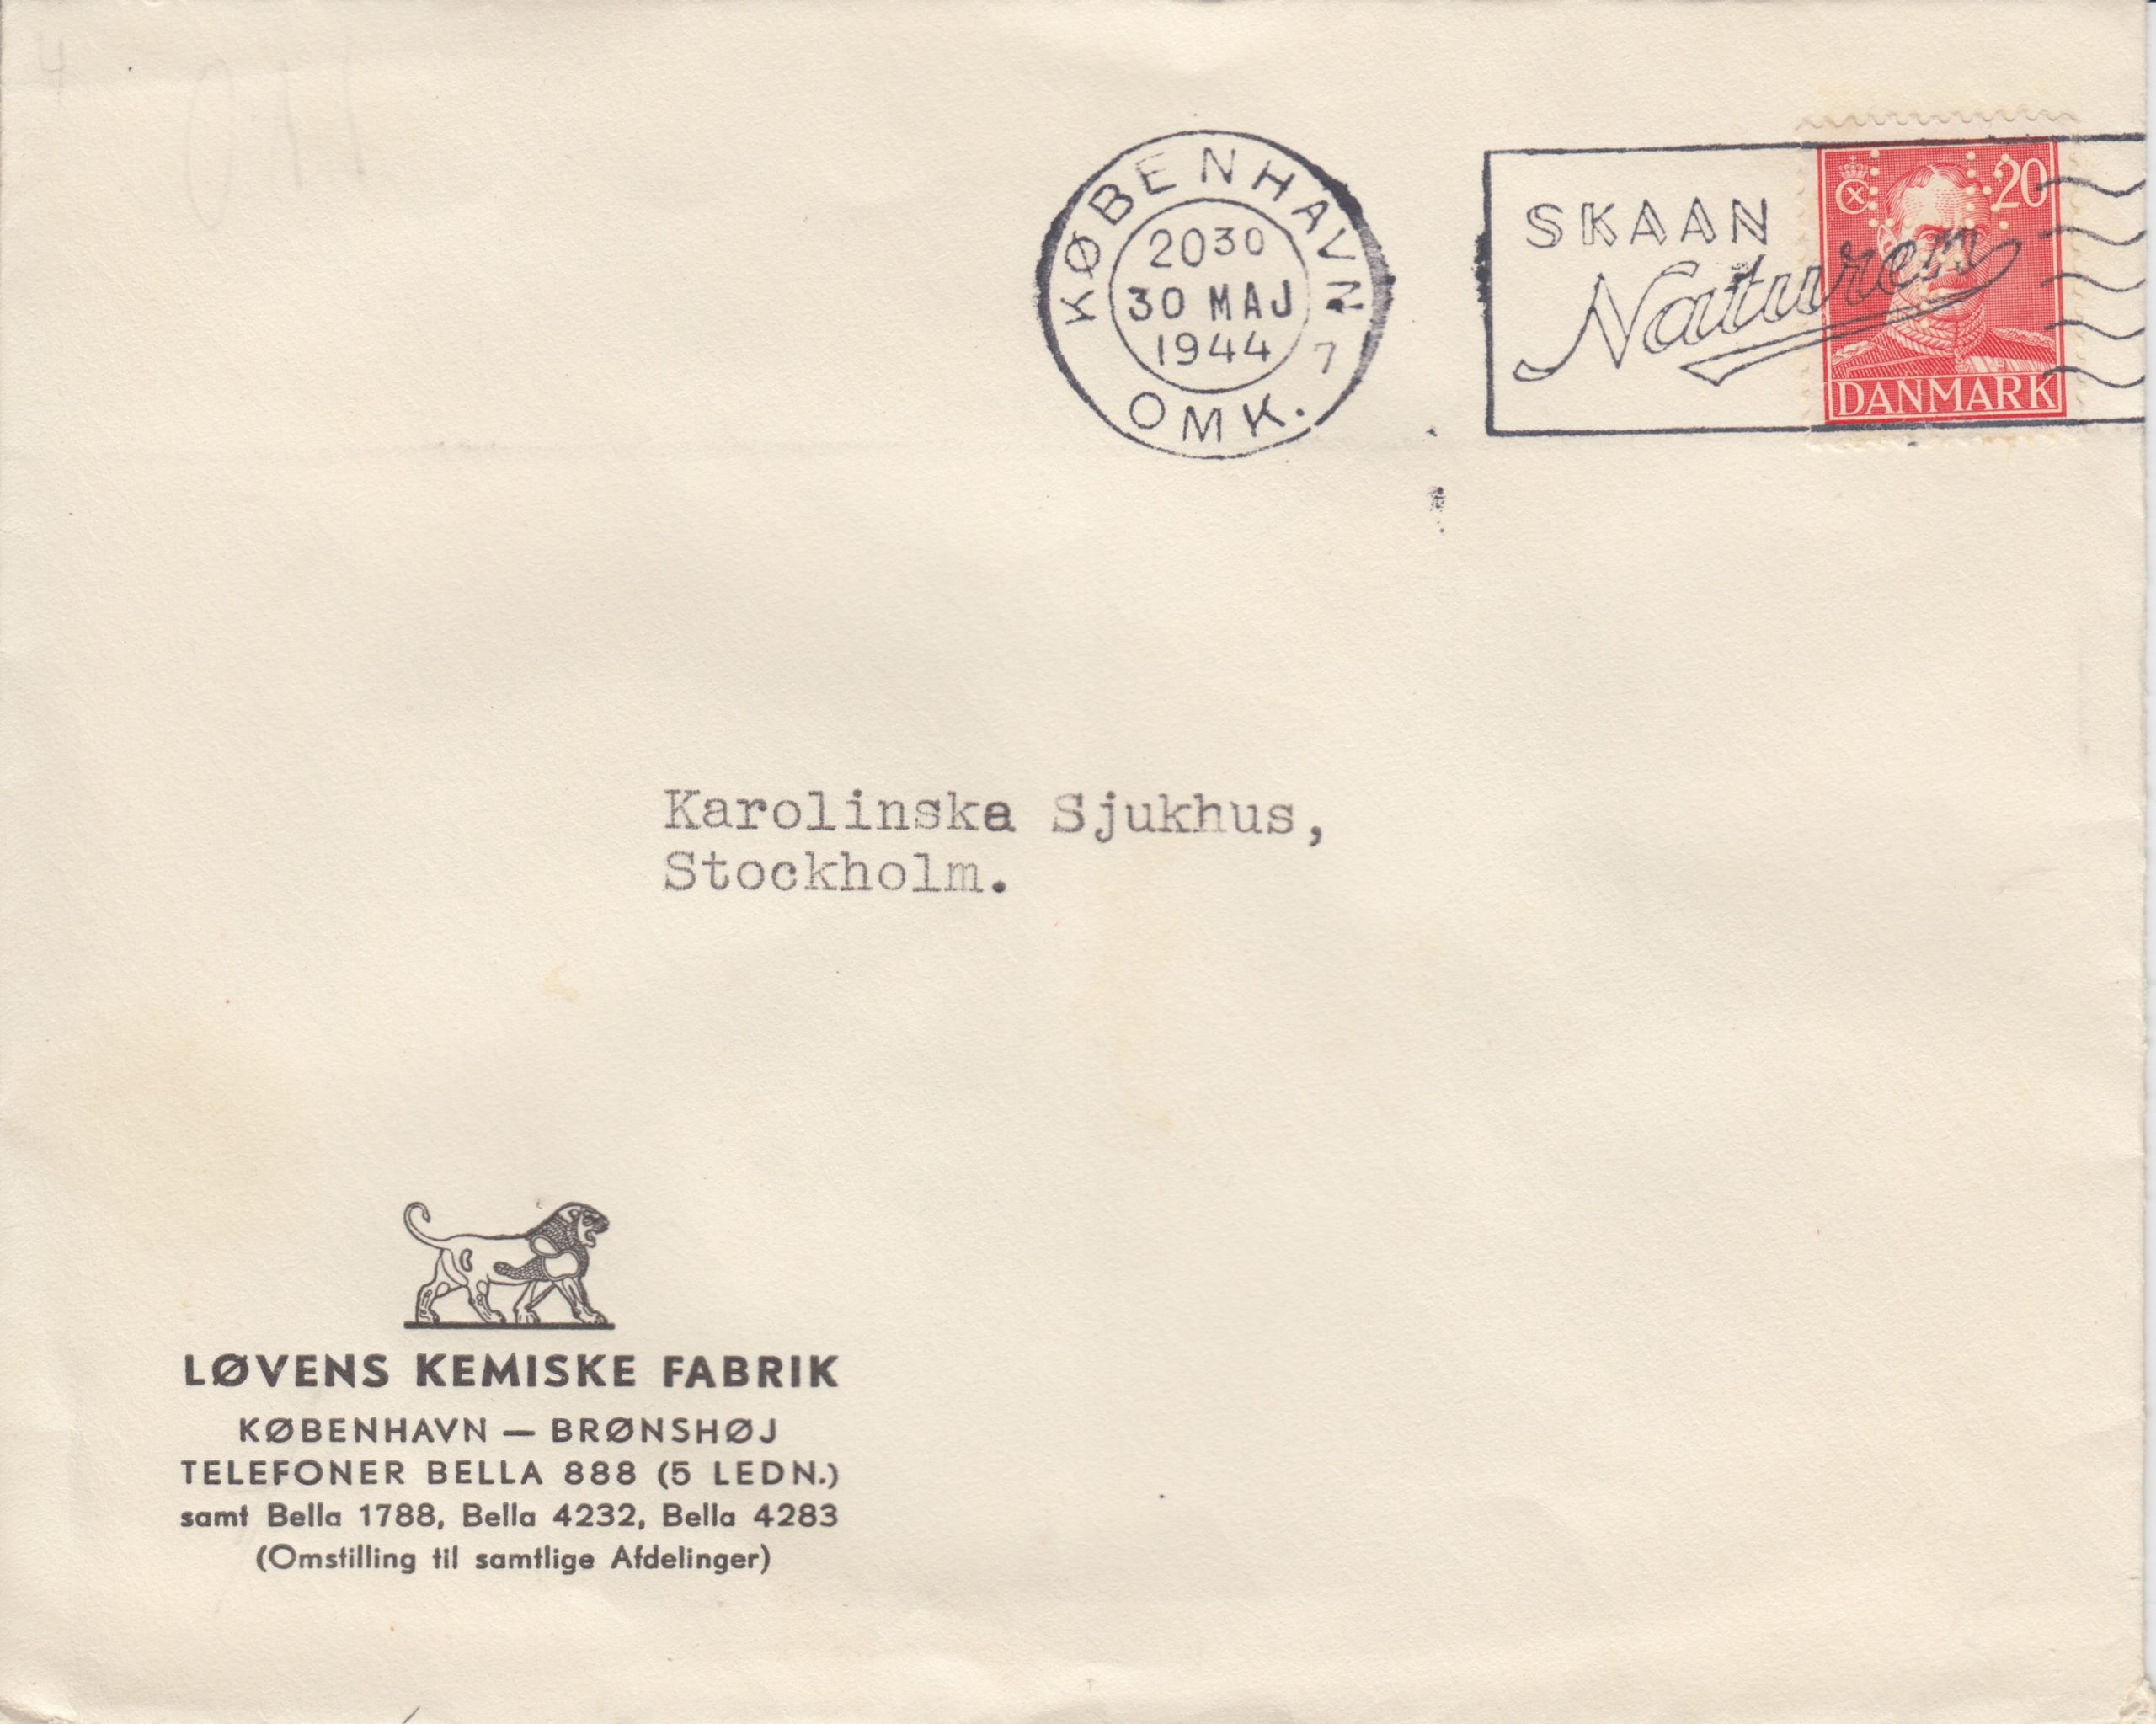 KØBENHAVN 7
2030
30 MAJ
1944
OMK.
SKAAN
Naturen
20
DANMARK
Karolinska Sjukhus,
Stockholm.
LØVENS KEMISKE FABRIK
KØBENHAVN — BRØNSHØJ
TELEFONER BELLA 888 (5 LEDN.)
samt Bella 1788, Bella 4232, Bella 4283
(Omstilling til samtlige Afdelinger)